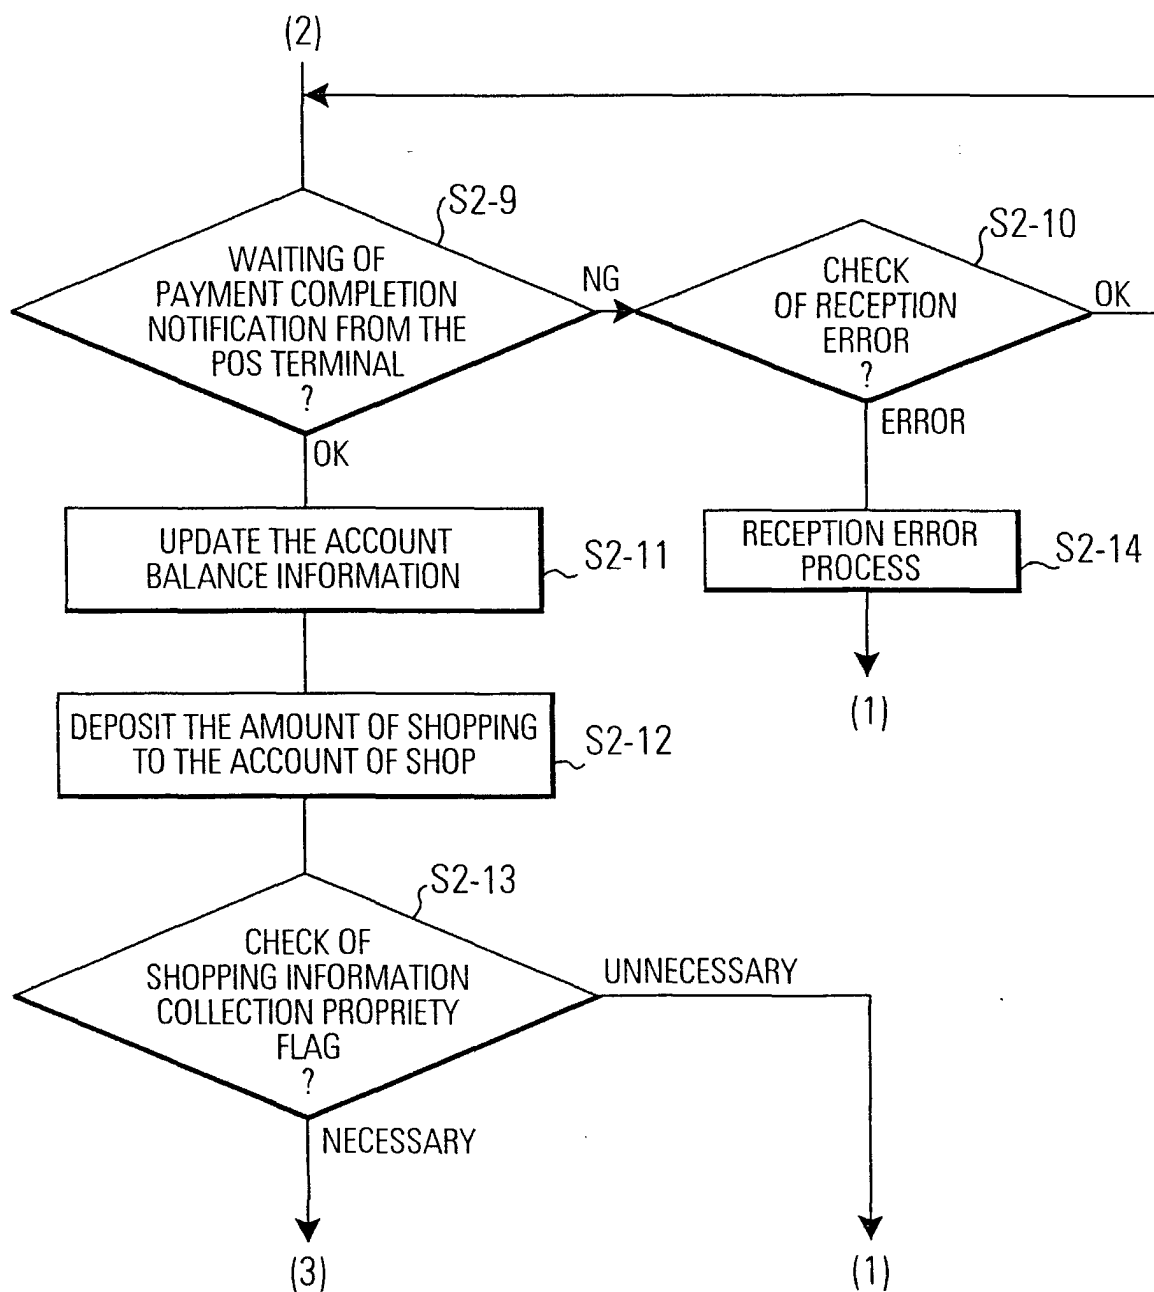 (2)
S2-9
WAITING OF
PAYMENT COMPLETION
NOTIFICATION FROM THE
POS TERMINAL
?
NG
S2-10
CHECK
OF RECEPTION
ERROR
?
OK
ERROR
OK
UPDATE THE ACCOUNT
BALANCE INFORMATION
S2-11
RECEPTION ERROR
PROCESS
S2-14
(1)
DEPOSIT THE AMOUNT OF SHOPPING
TO THE ACCOUNT OF SHOP
S2-12
S2-13
CHECK OF
SHOPPING INFORMATION
COLLECTION PROPRIETY
FLAG
?
UNNECESSARY
NECESSARY
(3)
(1)